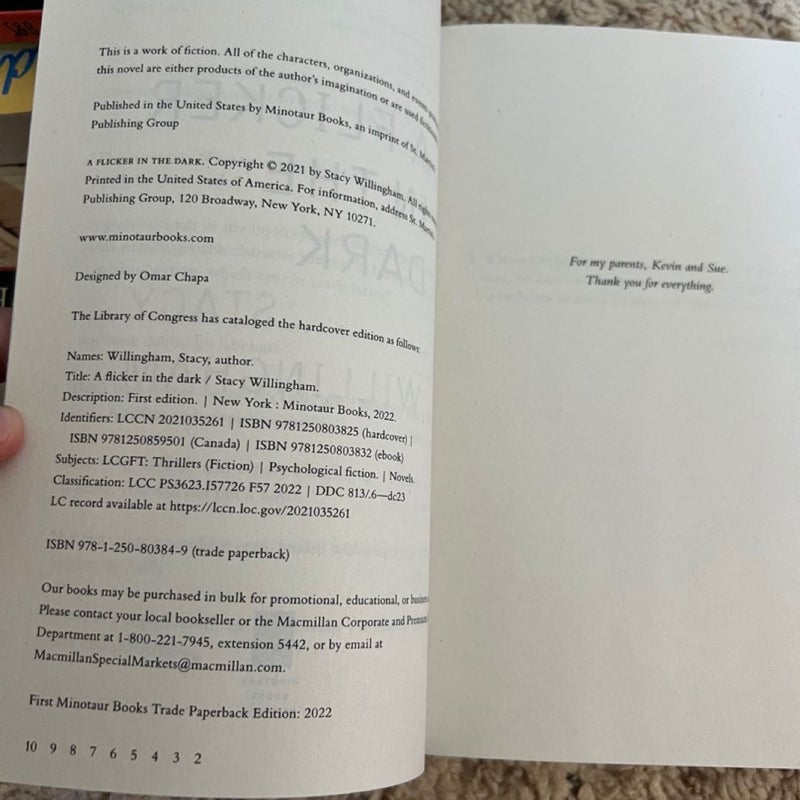 This is a work of fiction. All of the characters, organizations, and events
this novel are either products of the author's imagination or are used
Published in the United States by Minotaur Books, an imprint of St. Martin's
Publishing Group
A FLICKER IN THE DARK. Copyright © 2021 by Stacy Willingham. All rights
Printed in the United States of America. For information, address St. Martin's
Publishing Group, 120 Broadway, New York, NY 10271.
www.minotaurbooks.com
Designed by Omar Chapa
The Library of Congress has cataloged the hardcover edition as follows:
Names: Willingham, Stacy, author.
Title: A flicker in the dark / Stacy Willingham.
Description: First edition. | New York : Minotaur Books, 2022.
Identifiers: LCCN 2021035261 | ISBN 9781250803825 (hardcover) |
ISBN 9781250859501 (Canada) | ISBN 9781250803832 (ebook)
Subjects: LCGFT: Thrillers (Fiction) | Psychological fiction. | Novels.
Classification: LCC PS3623.I57726 F57 2022 | DDC 813/.6—dc23
LC record available at https://lccn.loc.gov/2021035261
ISBN 978-1-250-80384-9 (trade paperback)
Our books may be purchased in bulk for promotional, educational, or business
Please contact your local bookseller or the Macmillan Corporate and Premium
Department at 1-800-221-7945, extension 5442, or by email at
MacmillanSpecialMarkets@macmillan.com.
First Minotaur Books Trade Paperback Edition: 2022
10 9 8 7 6 5 4 3 2
For my parents, Kevin and Sue.
Thank you for everything.